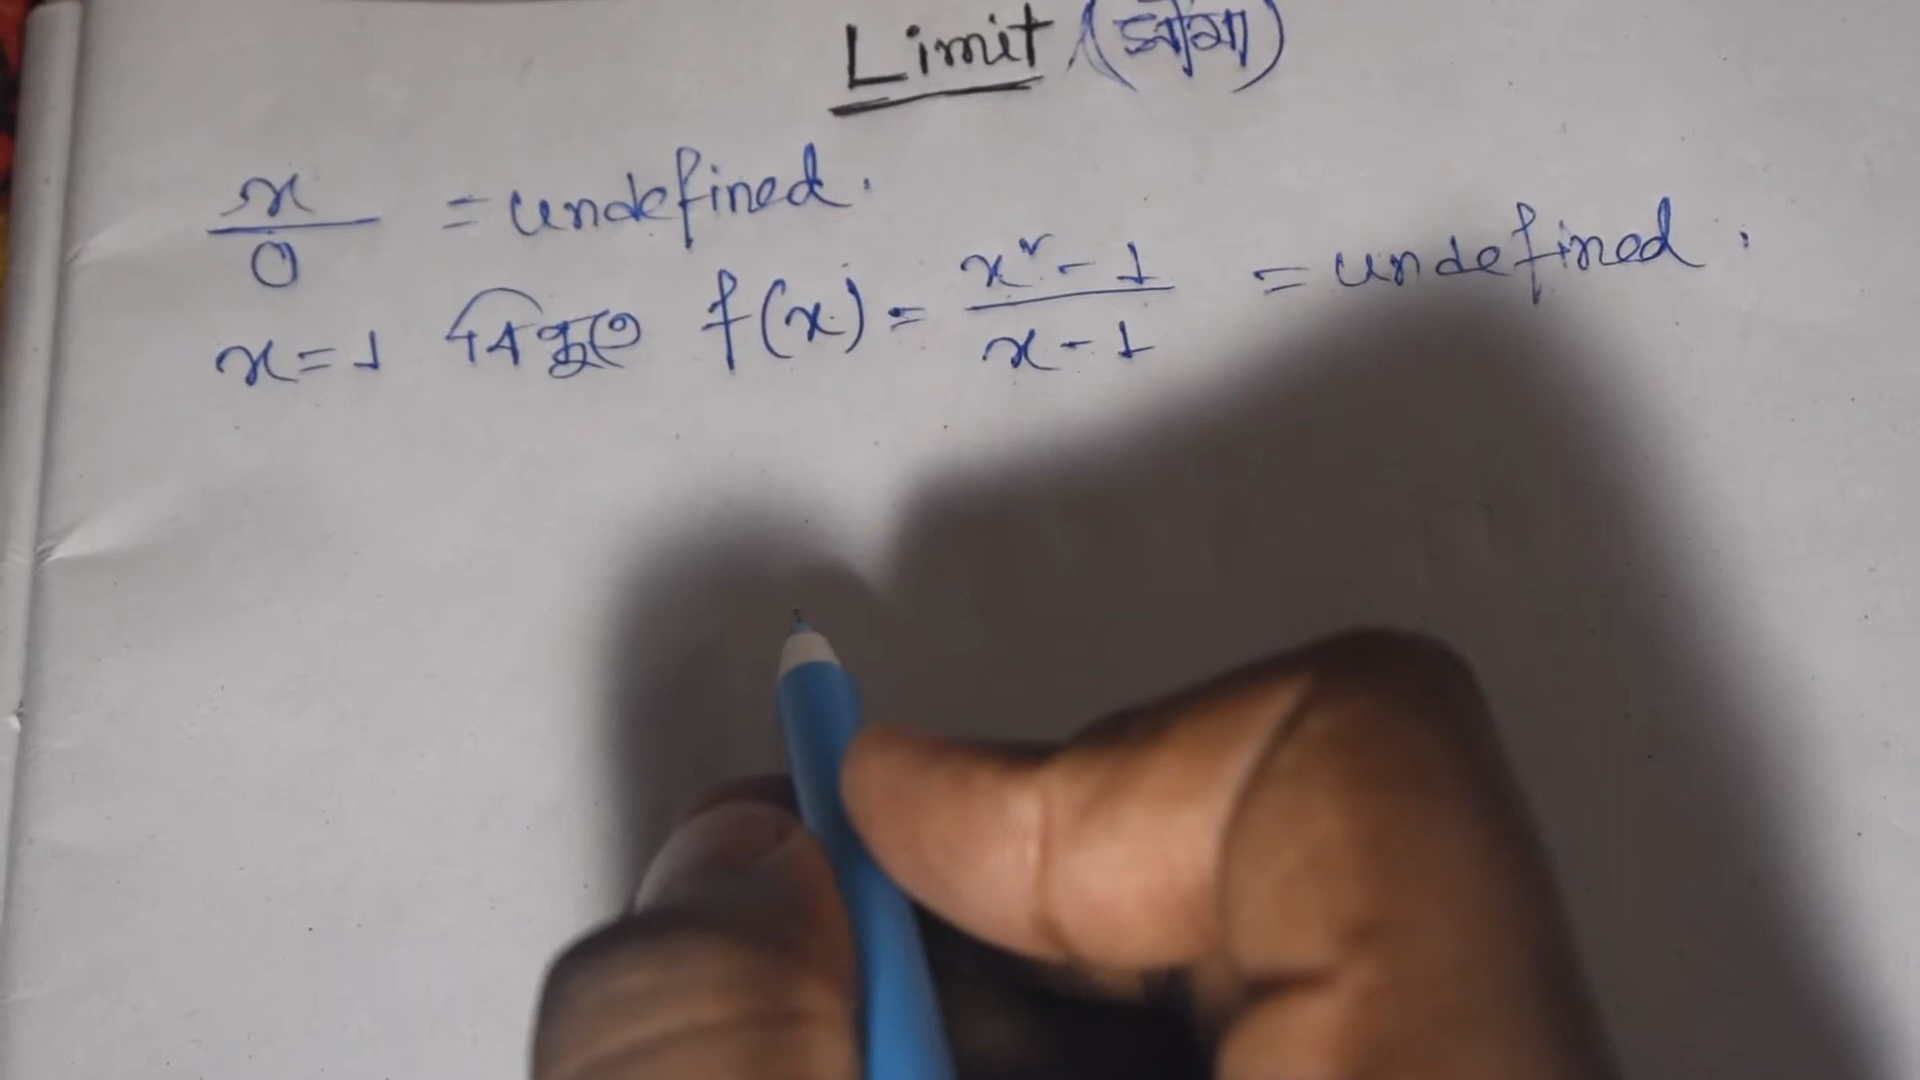 Limit (সীমা)
x/0 = undefined.
x=1 বিন্দুতে f(x) = (x²-1)/(x-1) = undefined.